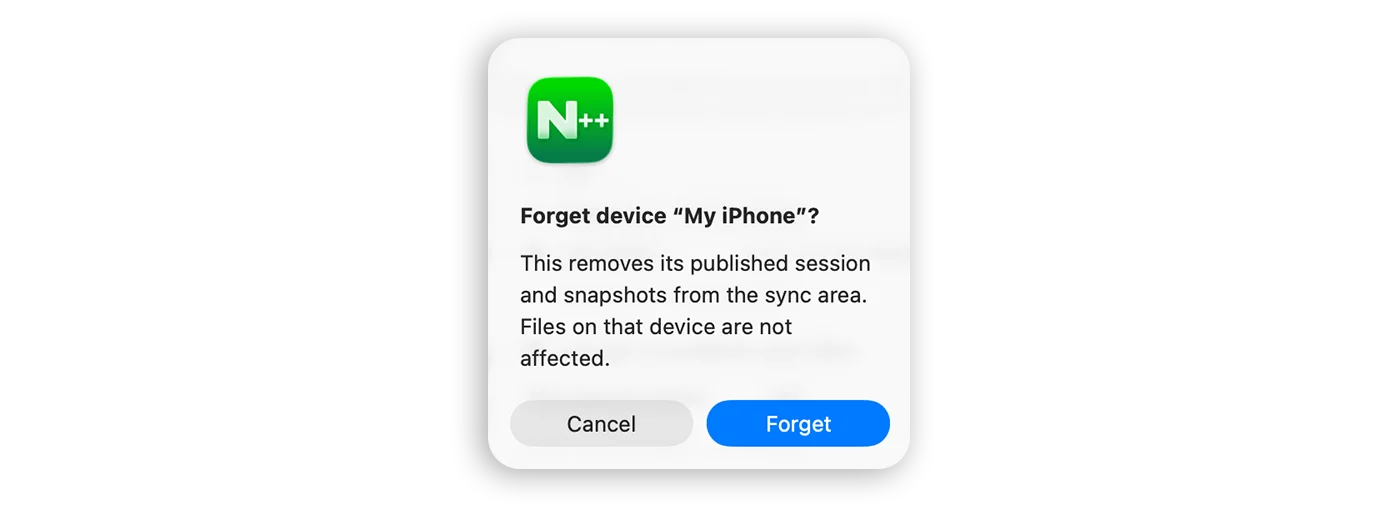 N++
Forget device “My iPhone”?
This removes its published session
and snapshots from the sync area.
Files on that device are not
affected.
Cancel
Forget